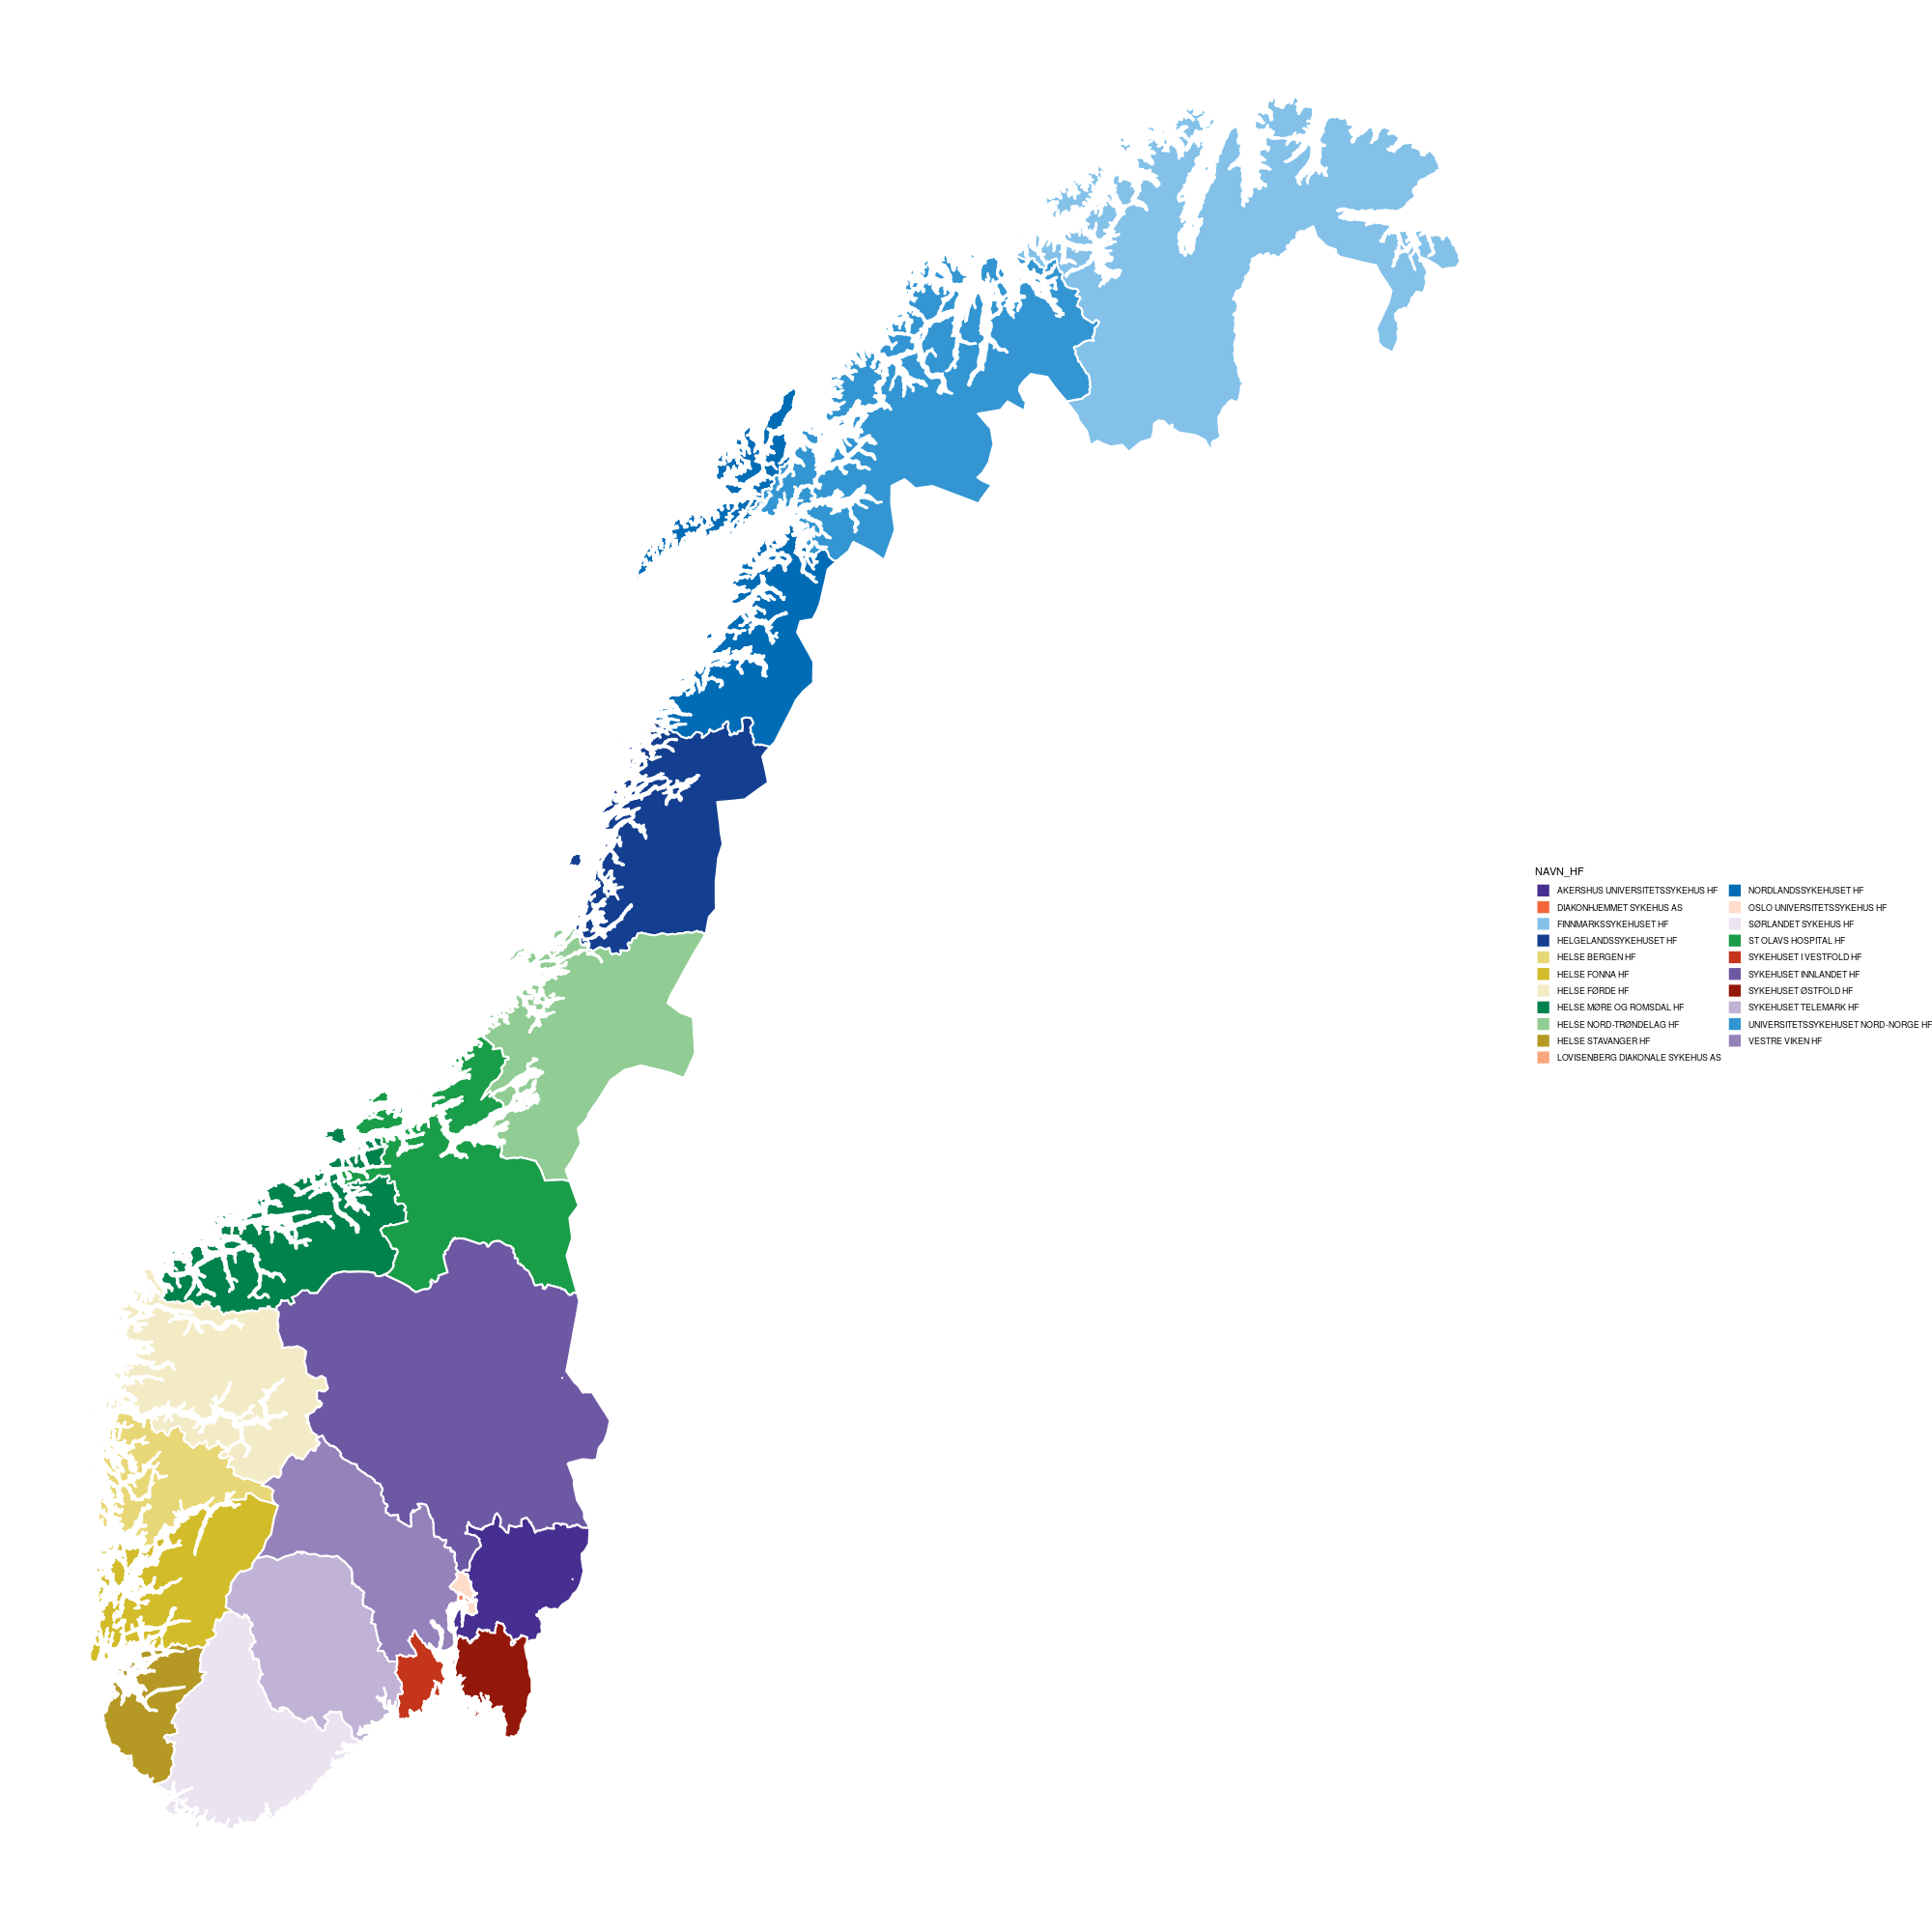 NAVN_HF
AKERSHUS UNIVERSITETSSYKEHUS HF
DIAKONHJEMMET SYKEHUS AS
FINNMARKSSYKEHUSET HF
HELGELANDSSYKEHUSET HF
HELSE BERGEN HF
HELSE FONNA HF
HELSE FØRDE HF
HELSE MØRE OG ROMSDAL HF
HELSE NORD-TRØNDELAG HF
HELSE STAVANGER HF
LOVISENBERG DIAKONALE SYKEHUS AS
NORDLANDSSYKEHUSET HF
OSLO UNIVERSITETSSYKEHUS HF
SØRLANDET SYKEHUS HF
ST OLAVS HOSPITAL HF
SYKEHUSET I VESTFOLD HF
SYKEHUSET INNLANDET HF
SYKEHUSET ØSTFOLD HF
SYKEHUSET TELEMARK HF
UNIVERSITETSSYKEHUSET NORD-NORGE HF
VESTRE VIKEN HF